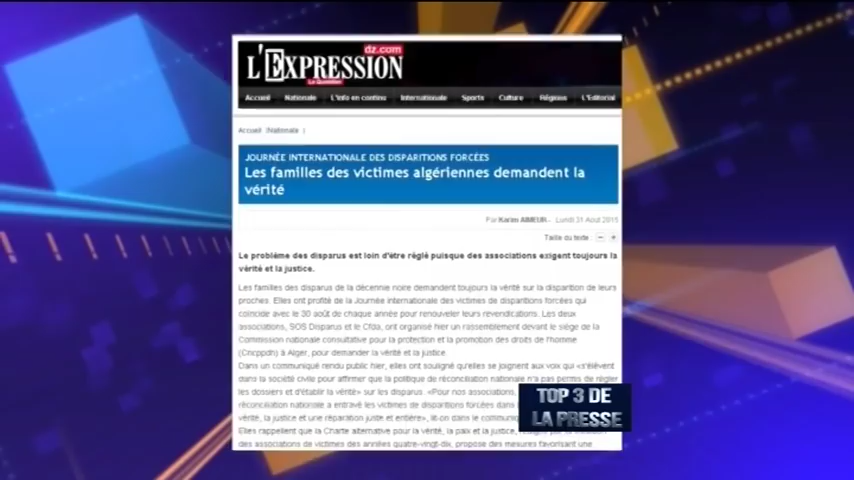 dz.com
L'EXPRESSION
Le Quotidien
Accueil Nationale L'info en continu Internationale Sports Culture Régions L'Editorial
Accueil |Nationale |
JOURNÉE INTERNATIONALE DES DISPARITIONS FORCÉES
Les familles des victimes algériennes demandent la
vérité
Par Karim AIMEUR - Lundi 31 Aout 2015
Taille du texte : − +
Le problème des disparus est loin d'être réglé puisque des associations exigent toujours la
vérité et la justice.
Les familles des disparus de la décennie noire demandent toujours la vérité sur la disparition de leurs
proches. Elles ont profité de la Journée internationale des victimes de disparitions forcées qui
coïncide avec le 30 août de chaque année pour renouveler leurs revendications. Les deux
associations, SOS Disparus et le Cfda, ont organisé hier un rassemblement devant le siège de la
Commission nationale consultative pour la protection et la promotion des droits de l'homme
(Cncppdh) à Alger, pour demander la vérité et la justice.
Dans un communiqué rendu public hier, elles ont souligné qu'elles se joignent aux voix qui «s'élèvent
dans la société civile pour affirmer que la politique de réconciliation nationale n'a pas permis de régler
les dossiers et d'établir la vérité» sur les disparus. «Pour nos associations,
réconciliation nationale a entravé les victimes de disparitions forcées dans
vérité, la justice et une réparation juste et entière», lit-on dans le
Elles rappellent que la Charte alternative pour la vérité, la paix et la justice,
des associations de victimes des années quatre-vingt-dix, propose des mesures favorisant une
TOP 3 DE
LA PRESSE